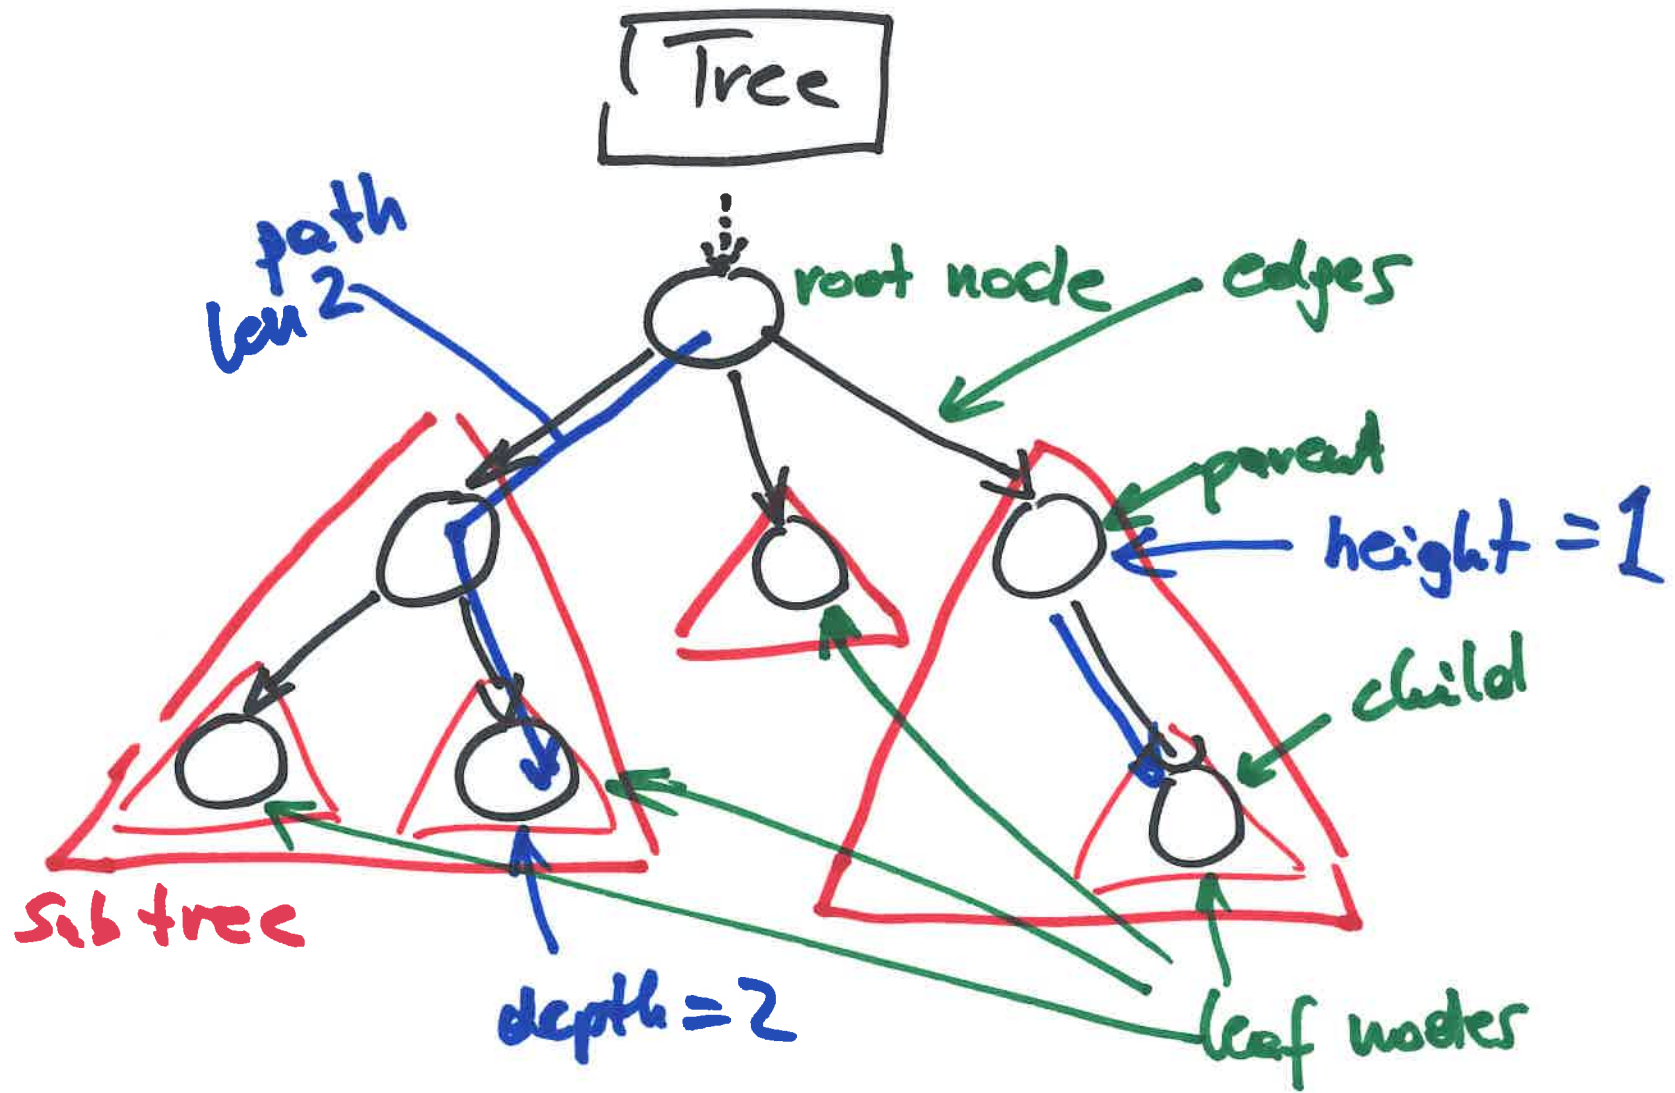 Tree
path
len 2
root node
edges
parent
height = 1
child
subtree
depth = 2
leaf nodes